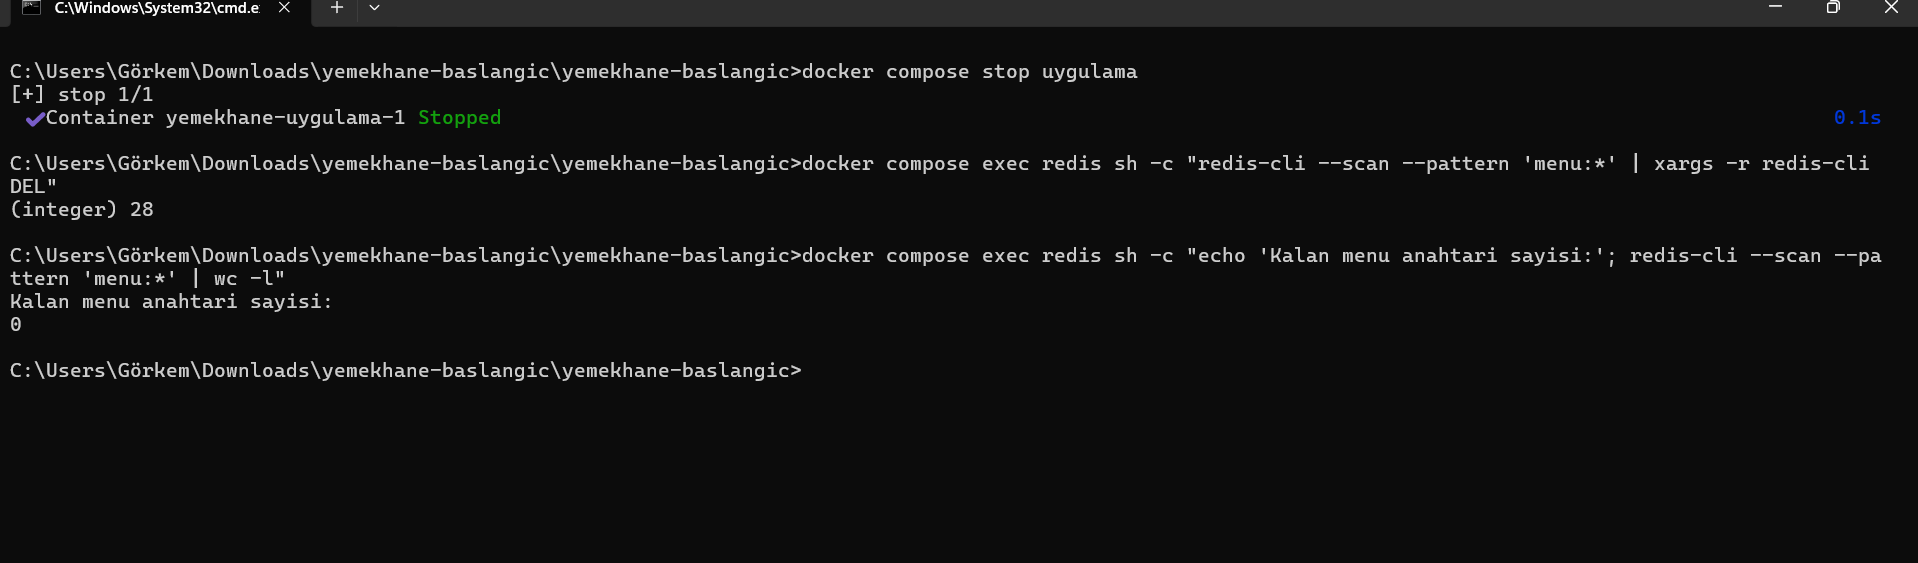 C:\Windows\System32\cmd.e
C:\Users\Görkem\Downloads\yemekhane-baslangic\yemekhane-baslangic>docker compose stop uygulama
[+] stop 1/1
Container yemekhane-uygulama-1 Stopped 0.1s
C:\Users\Görkem\Downloads\yemekhane-baslangic\yemekhane-baslangic>docker compose exec redis sh -c "redis-cli --scan --pattern 'menu:*' | xargs -r redis-cli
DEL"
(integer) 28
C:\Users\Görkem\Downloads\yemekhane-baslangic\yemekhane-baslangic>docker compose exec redis sh -c "echo 'Kalan menu anahtari sayisi:'; redis-cli --scan --pa
ttern 'menu:*' | wc -l"
Kalan menu anahtari sayisi:
0
C:\Users\Görkem\Downloads\yemekhane-baslangic\yemekhane-baslangic>